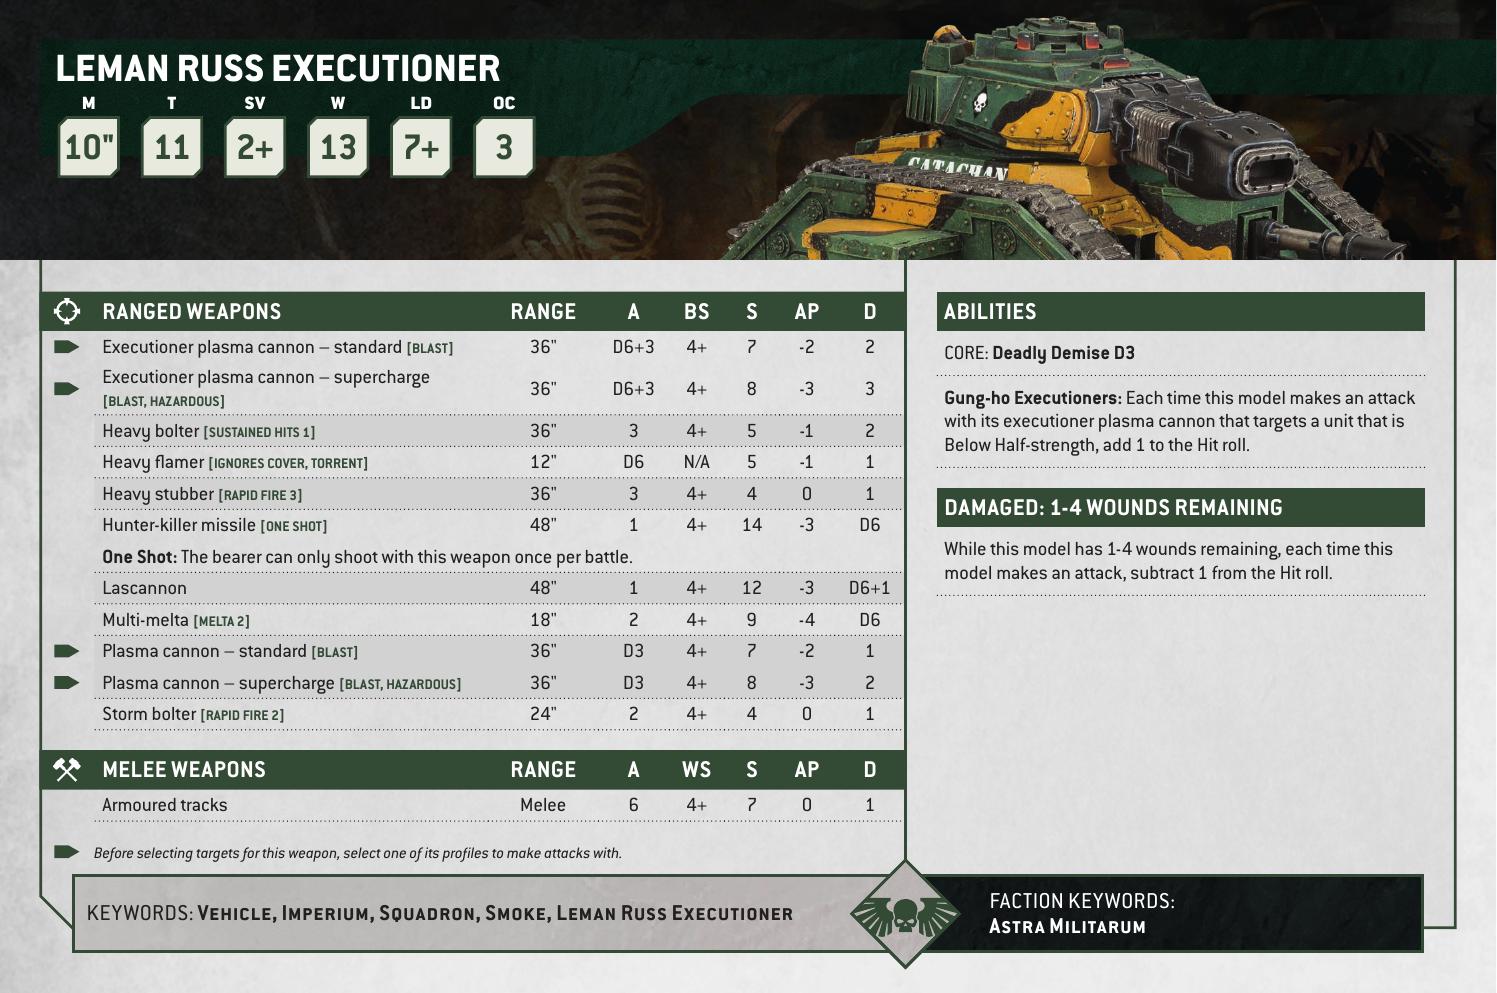 LEMAN RUSS EXECUTIONER
M T SV W LD OC
10" 11 2+ 13 7+ 3
CATACHAN
RANGED WEAPONS RANGE A BS S AP D
Executioner plasma cannon – standard [BLAST] 36" D6+3 4+ 7 -2 2
Executioner plasma cannon – supercharge
[BLAST, HAZARDOUS] 36" D6+3 4+ 8 -3 3
Heavy bolter [SUSTAINED HITS 1] 36" 3 4+ 5 -1 2
Heavy flamer [IGNORES COVER, TORRENT] 12" D6 N/A 5 -1 1
Heavy stubber [RAPID FIRE 3] 36" 3 4+ 4 0 1
Hunter-killer missile [ONE SHOT] 48" 1 4+ 14 -3 D6
One Shot: The bearer can only shoot with this weapon once per battle.
Lascannon 48" 1 4+ 12 -3 D6+1
Multi-melta [MELTA 2] 18" 2 4+ 9 -4 D6
Plasma cannon – standard [BLAST] 36" D3 4+ 7 -2 1
Plasma cannon – supercharge [BLAST, HAZARDOUS] 36" D3 4+ 8 -3 2
Storm bolter [RAPID FIRE 2] 24" 2 4+ 4 0 1
MELEE WEAPONS RANGE A WS S AP D
Armoured tracks Melee 6 4+ 7 0 1
Before selecting targets for this weapon, select one of its profiles to make attacks with.
ABILITIES
CORE: Deadly Demise D3
Gung-ho Executioners: Each time this model makes an attack
with its executioner plasma cannon that targets a unit that is
Below Half-strength, add 1 to the Hit roll.
DAMAGED: 1-4 WOUNDS REMAINING
While this model has 1-4 wounds remaining, each time this
model makes an attack, subtract 1 from the Hit roll.
KEYWORDS: VEHICLE, IMPERIUM, SQUADRON, SMOKE, LEMAN RUSS EXECUTIONER
FACTION KEYWORDS:
ASTRA MILITARUM